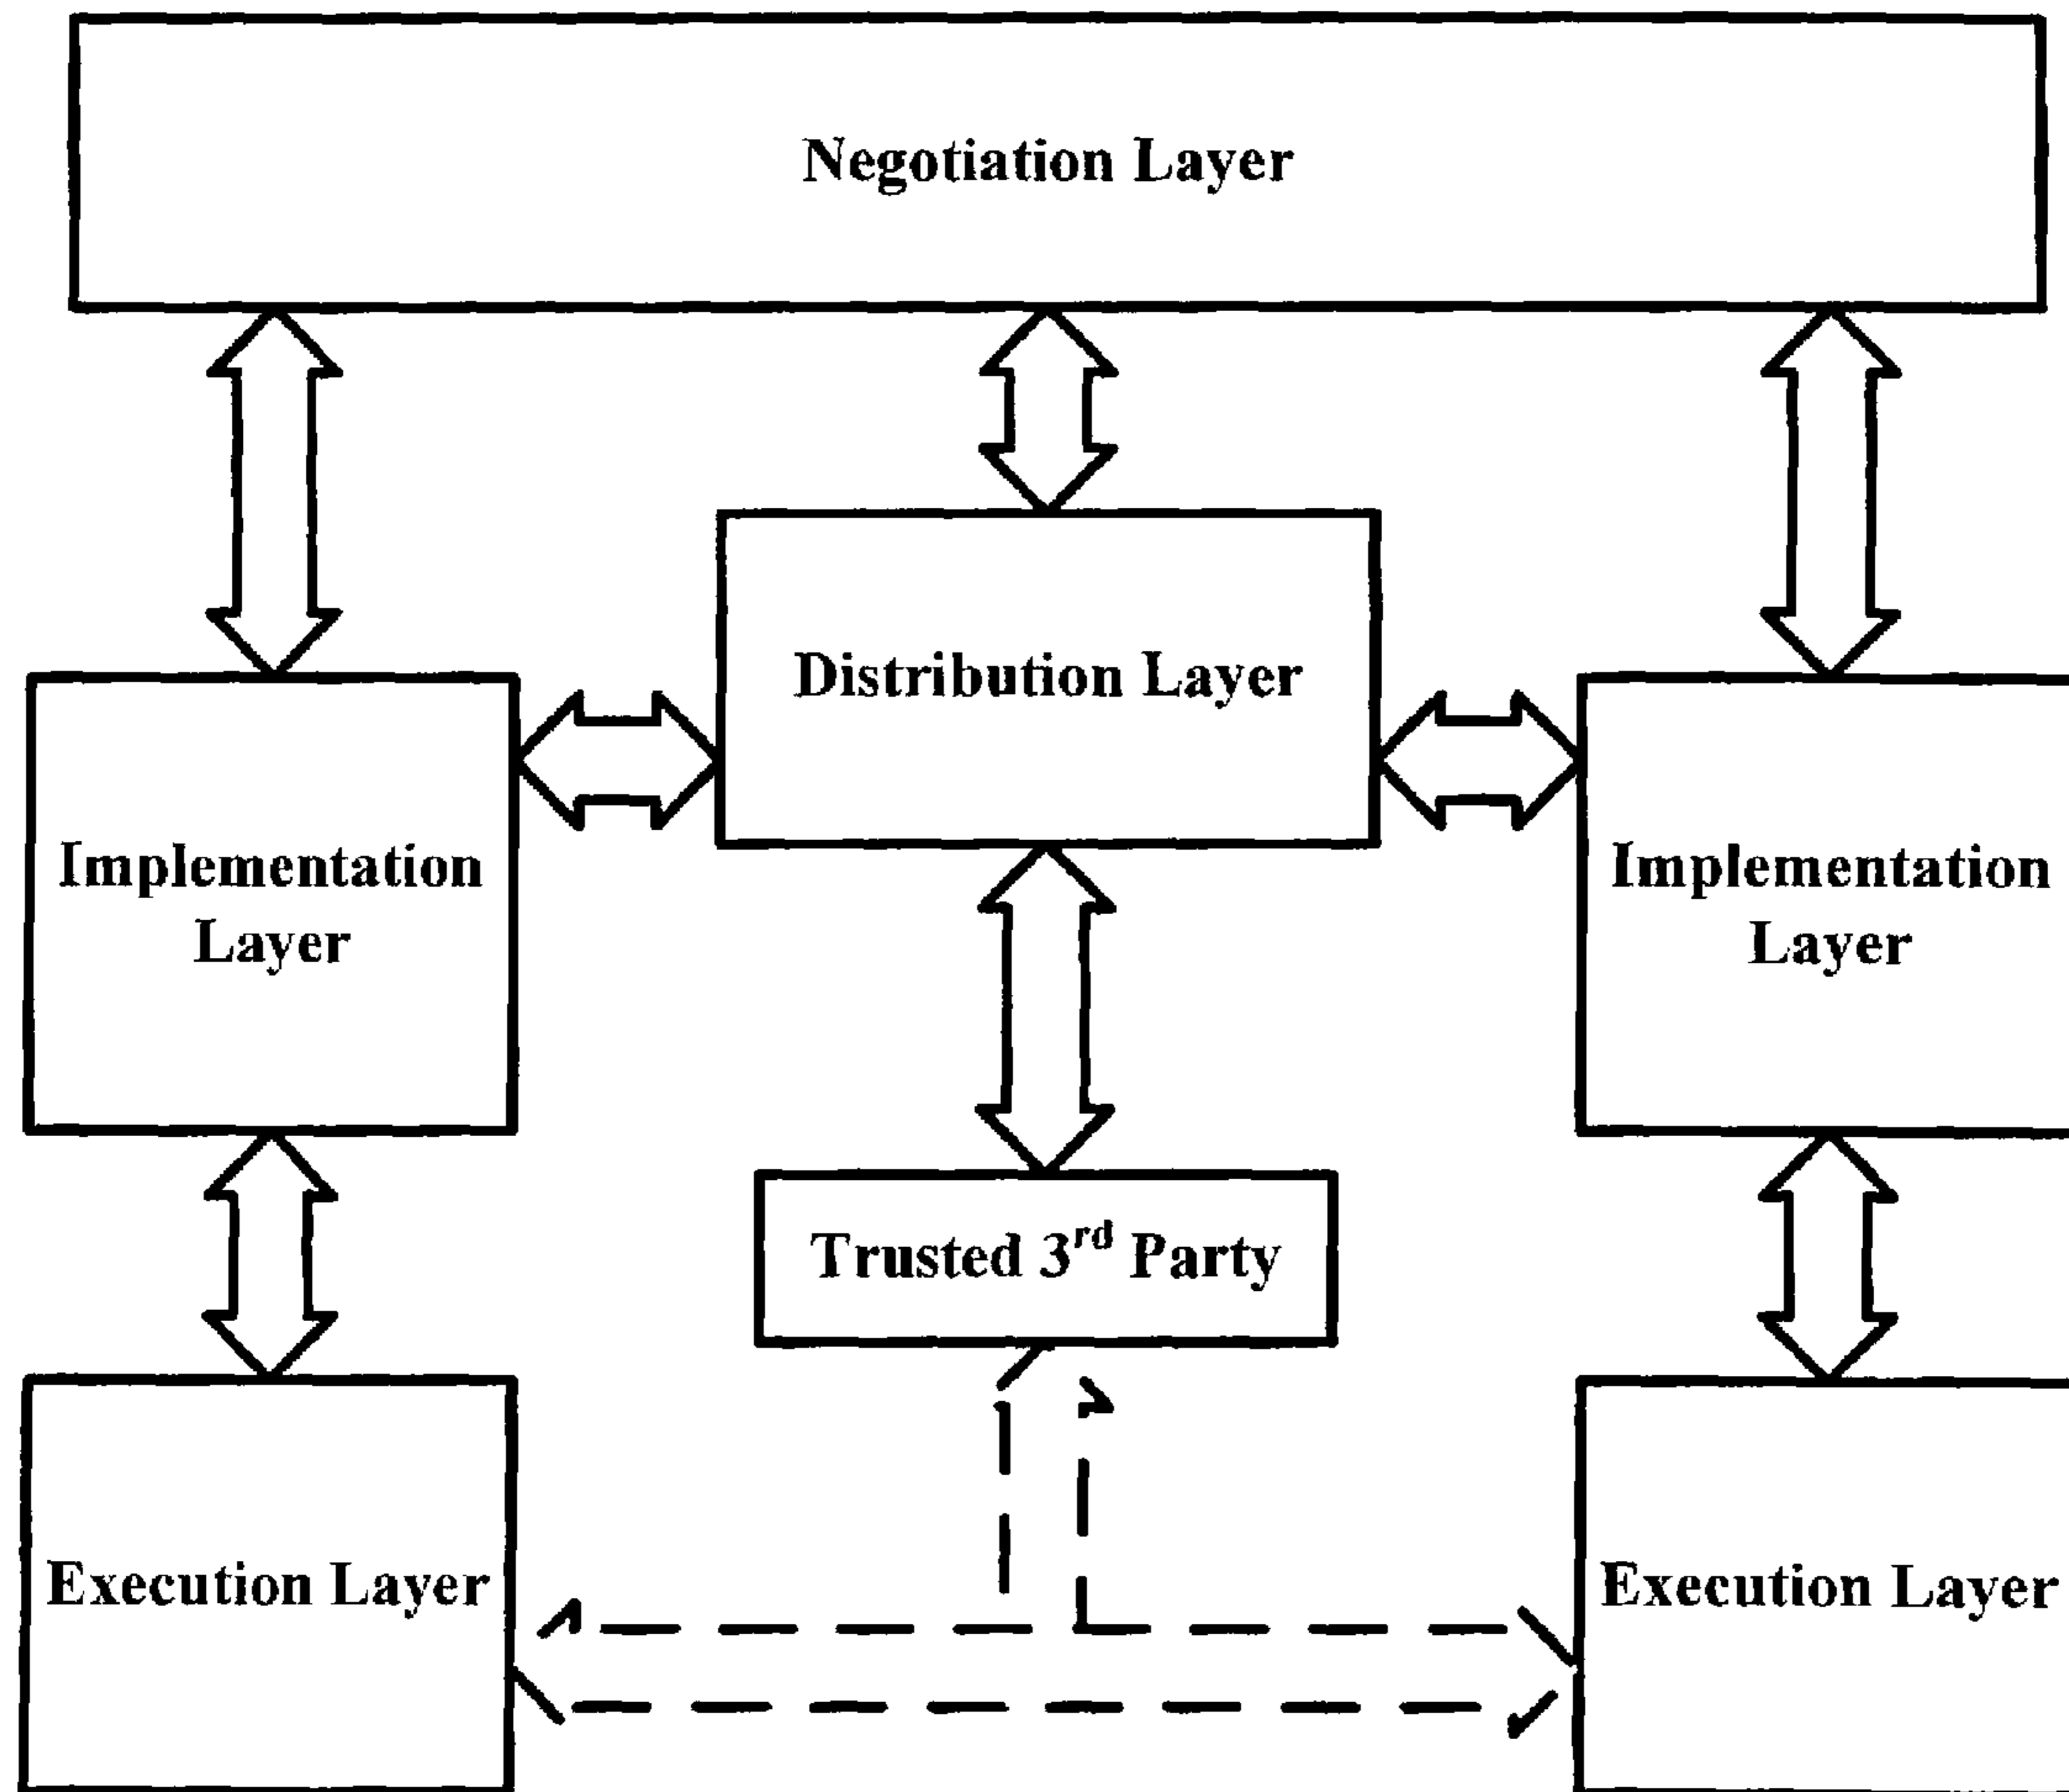 Negotiation Layer
Distribution Layer
Implementation
Layer
Implementation
Layer
Trusted 3rd Party
Execution Layer
Execution Layer